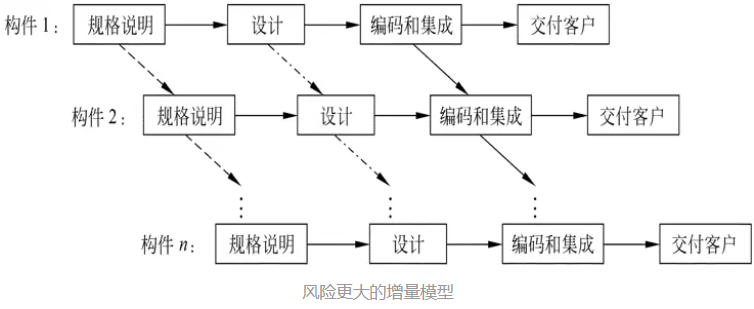 构件1： 规格说明 设计 编码和集成 交付客户
构件2： 规格说明 设计 编码和集成 交付客户
构件n： 规格说明 设计 编码和集成 交付客户
风险更大的增量模型